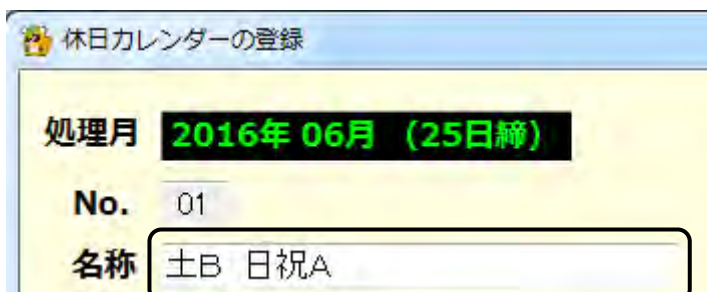 休日カレンダーの登録
処理月 2016年 06月 （25日締）
No. 01
名称 土B 日祝A